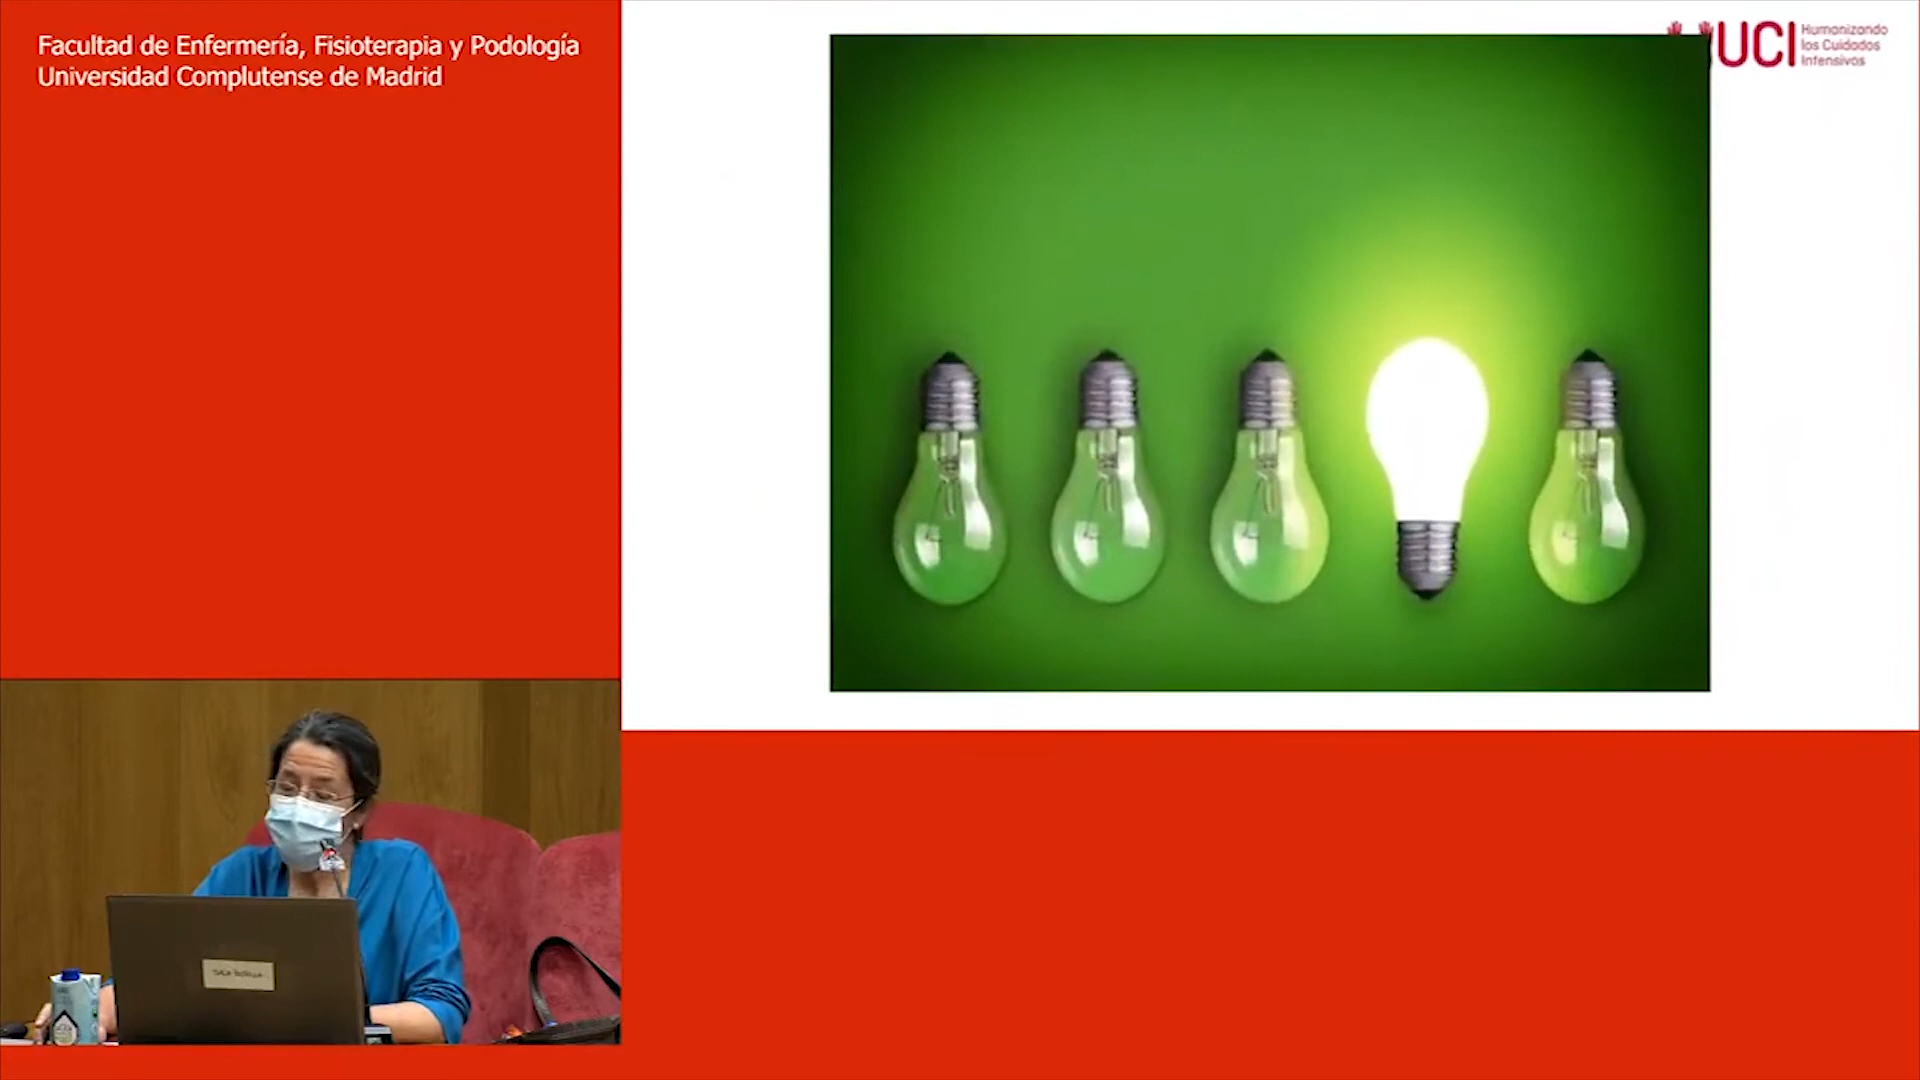 Facultad de Enfermería, Fisioterapia y Podología
Universidad Complutense de Madrid
UCI
Humanizando
los Cuidados
Intensivos